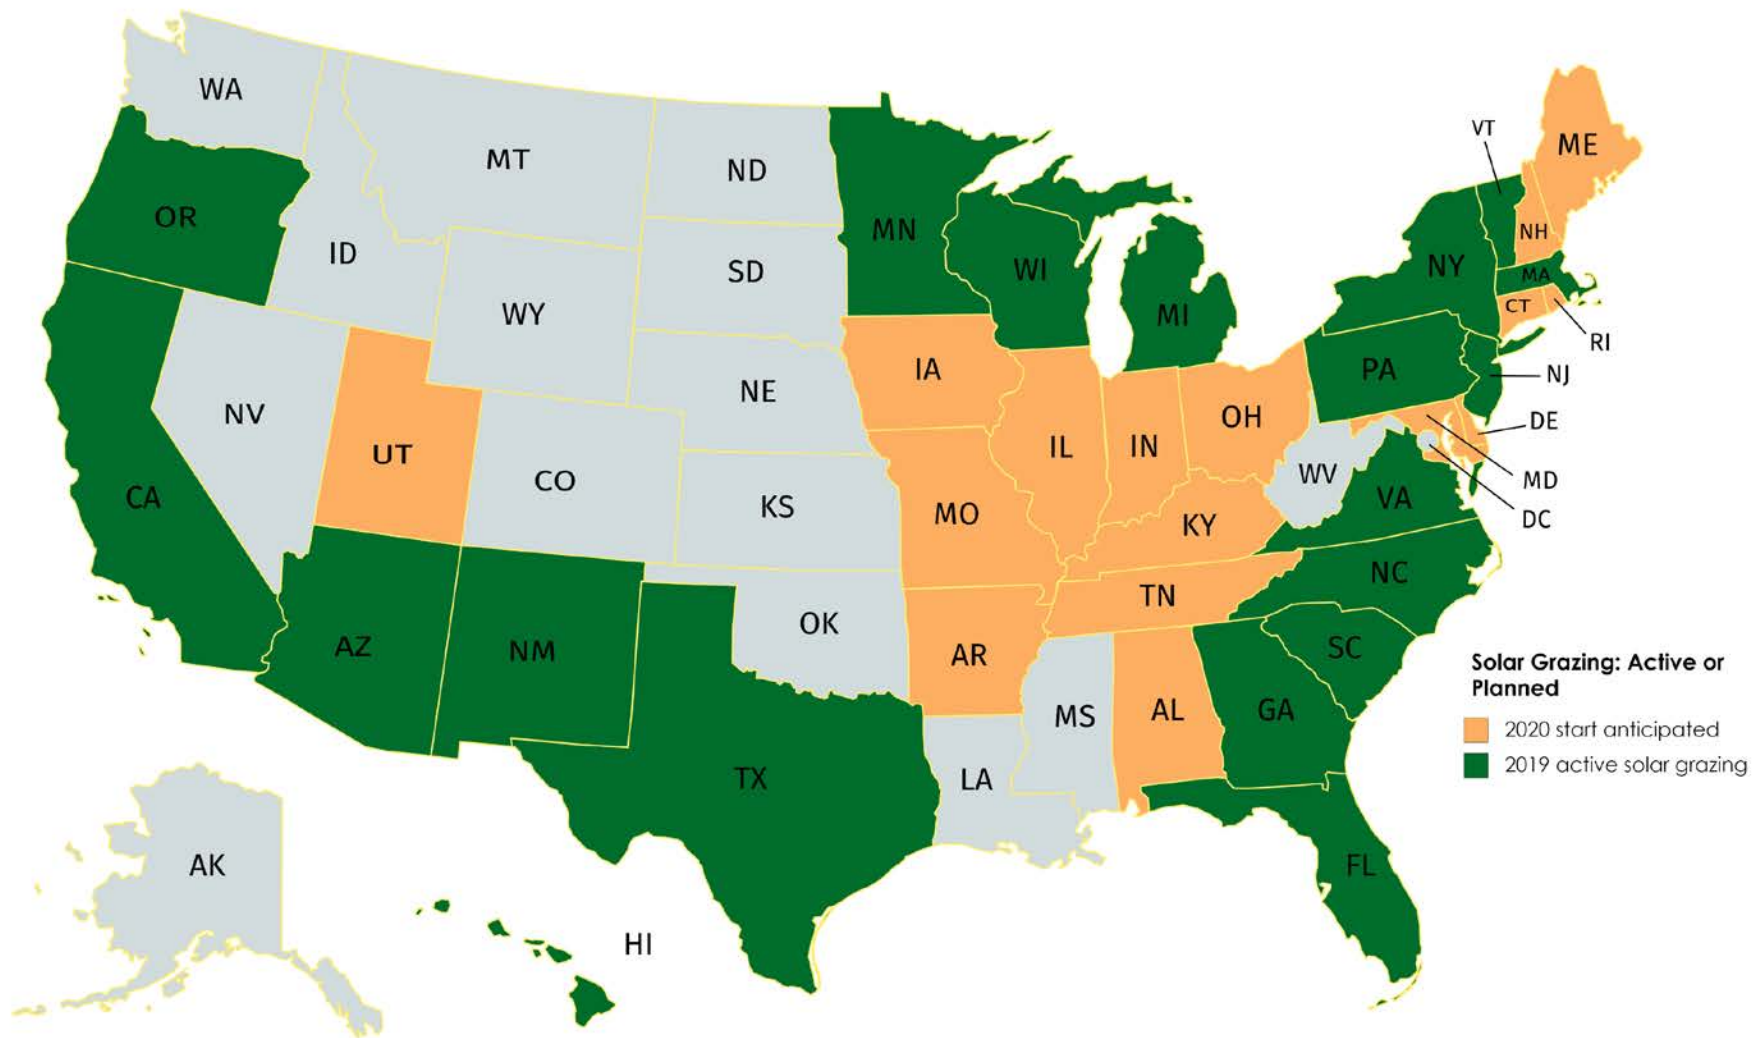 WA
MT
ND
VT
ME
OR
ID
MN
NH
SD
WI
NY
MA
WY
MI
CT
RI
IA
PA
NJ
NE
NV
OH
DE
UT
IL
IN
CO
WV
MD
CA
KS
VA
MO
KY
DC
NC
TN
OK
AZ
NM
AR
SC
Solar Grazing: Active or
Planned
MS
AL
GA
2020 start anticipated
TX
LA
2019 active solar grazing
AK
FL
HI